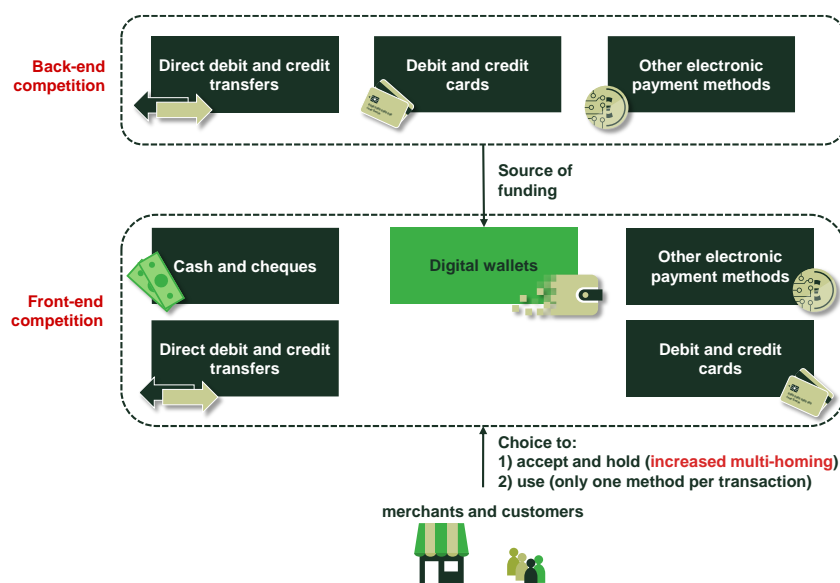 Back-end
competition
Direct debit and credit
transfers
Debit and credit
cards
Other electronic
payment methods
Source of
funding
Front-end
competition
Cash and cheques
Digital wallets
Other electronic
payment methods
Direct debit and credit
transfers
Debit and credit
cards
Choice to:
1) accept and hold (increased multi-homing)
2) use (only one method per transaction)
merchants and customers